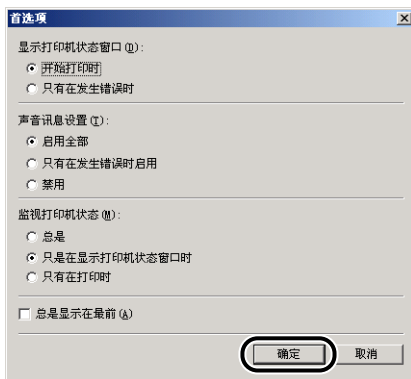 首选项
显示打印机状态窗口(D):
开始打印时
只有在发生错误时
声音讯息设置(T):
启用全部
只有在发生错误时启用
禁用
监视打印机状态(M):
总是
只是在显示打印机状态窗口时
只有在打印时
总是显示在最前(A)
确定 取消